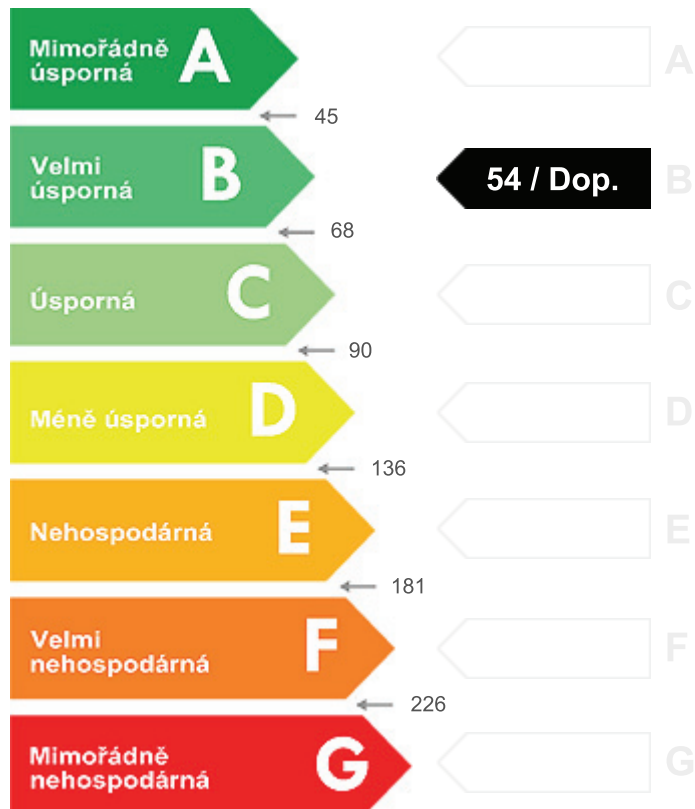 Mimořádně
úsporná
A
A
45
Velmi
úsporná
B
54 / Dop.
B
68
Úsporná
C
C
90
Méně úsporná
D
D
136
Nehospodárná
E
E
181
Velmi
nehospodárná
F
F
226
Mimořádně
nehospodárná
G
G